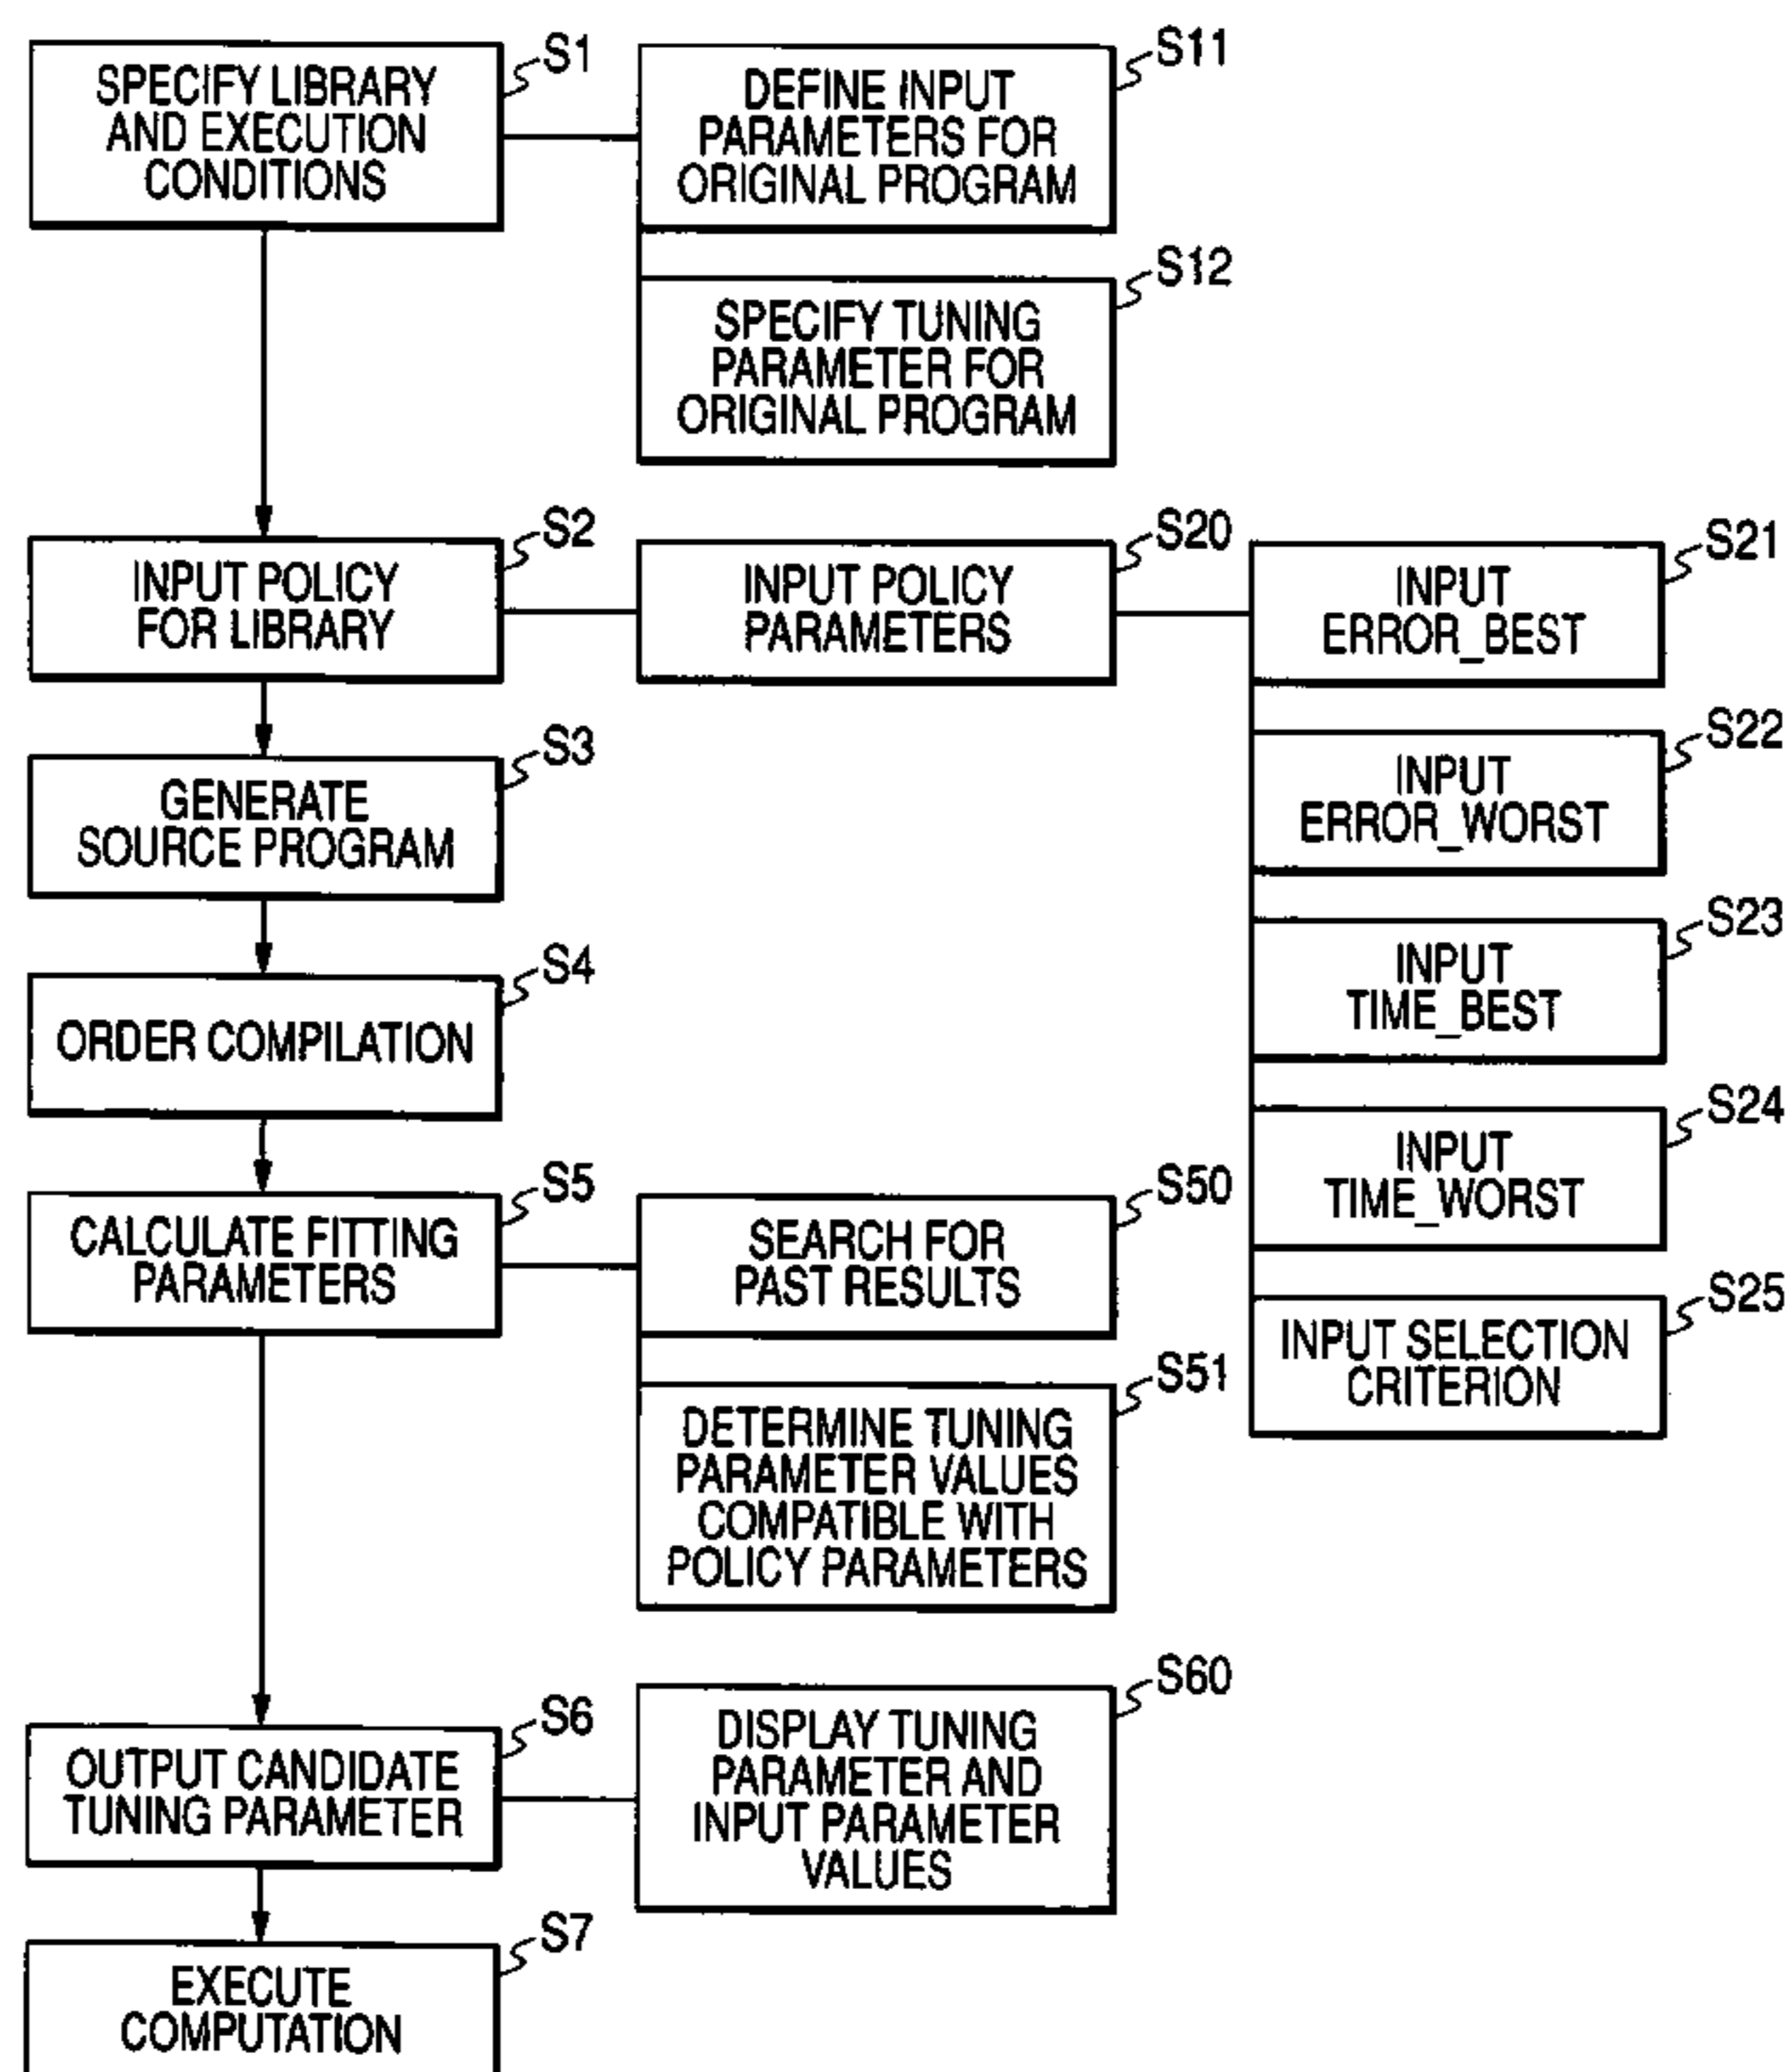 S1
SPECIFY LIBRARY
AND EXECUTION
CONDITIONS
S11
DEFINE INPUT
PARAMETERS FOR
ORIGINAL PROGRAM
S12
SPECIFY TUNING
PARAMETER FOR
ORIGINAL PROGRAM
S2
INPUT POLICY
FOR LIBRARY
S20
INPUT POLICY
PARAMETERS
S21
INPUT
ERROR_BEST
S22
INPUT
ERROR_WORST
S23
INPUT
TIME_BEST
S24
INPUT
TIME_WORST
S25
INPUT SELECTION
CRITERION
S3
GENERATE
SOURCE PROGRAM
S4
ORDER COMPILATION
S5
CALCULATE FITTING
PARAMETERS
S50
SEARCH FOR
PAST RESULTS
S51
DETERMINE TUNING
PARAMETER VALUES
COMPATIBLE WITH
POLICY PARAMETERS
S6
OUTPUT CANDIDATE
TUNING PARAMETER
S60
DISPLAY TUNING
PARAMETER AND
INPUT PARAMETER
VALUES
S7
EXECUTE
COMPUTATION